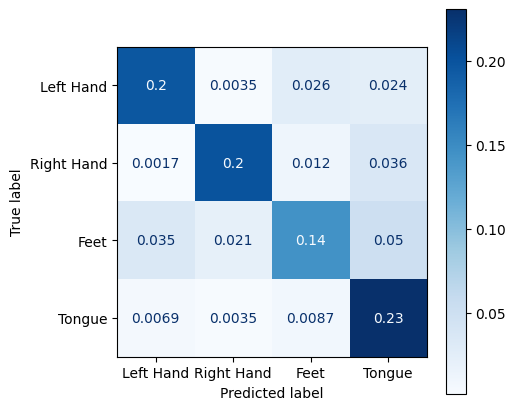 True label
Left Hand 0.2 0.0035 0.026 0.024
Right Hand 0.0017 0.2 0.012 0.036
Feet 0.035 0.021 0.14 0.05
Tongue 0.0069 0.0035 0.0087 0.23
Left Hand Right Hand Feet Tongue
Predicted label
0.20
0.15
0.10
0.05